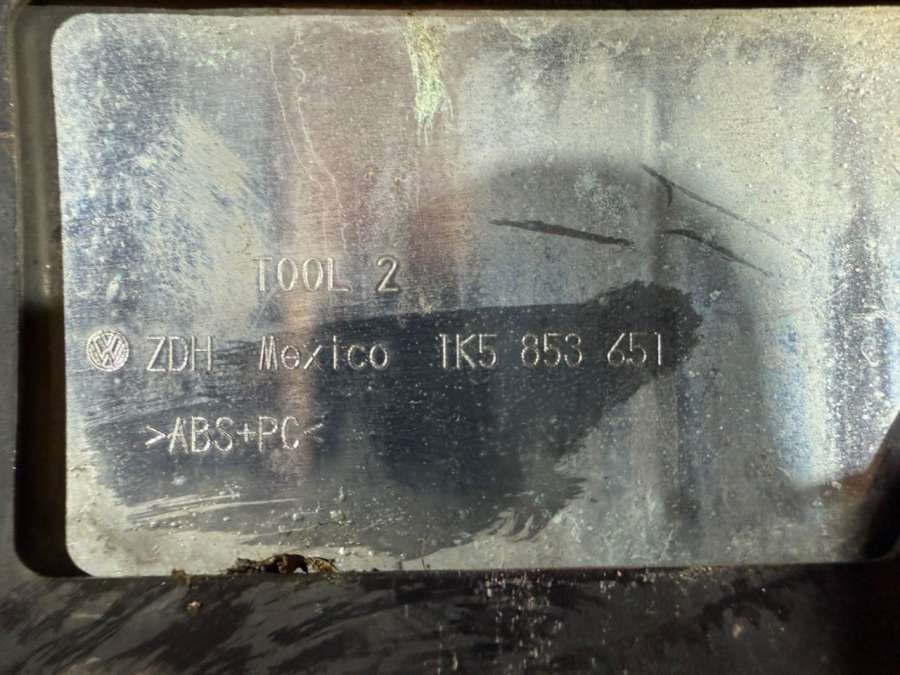 TOOL 2
ZDH Mexico 1K5 853 651
>ABS+PC<